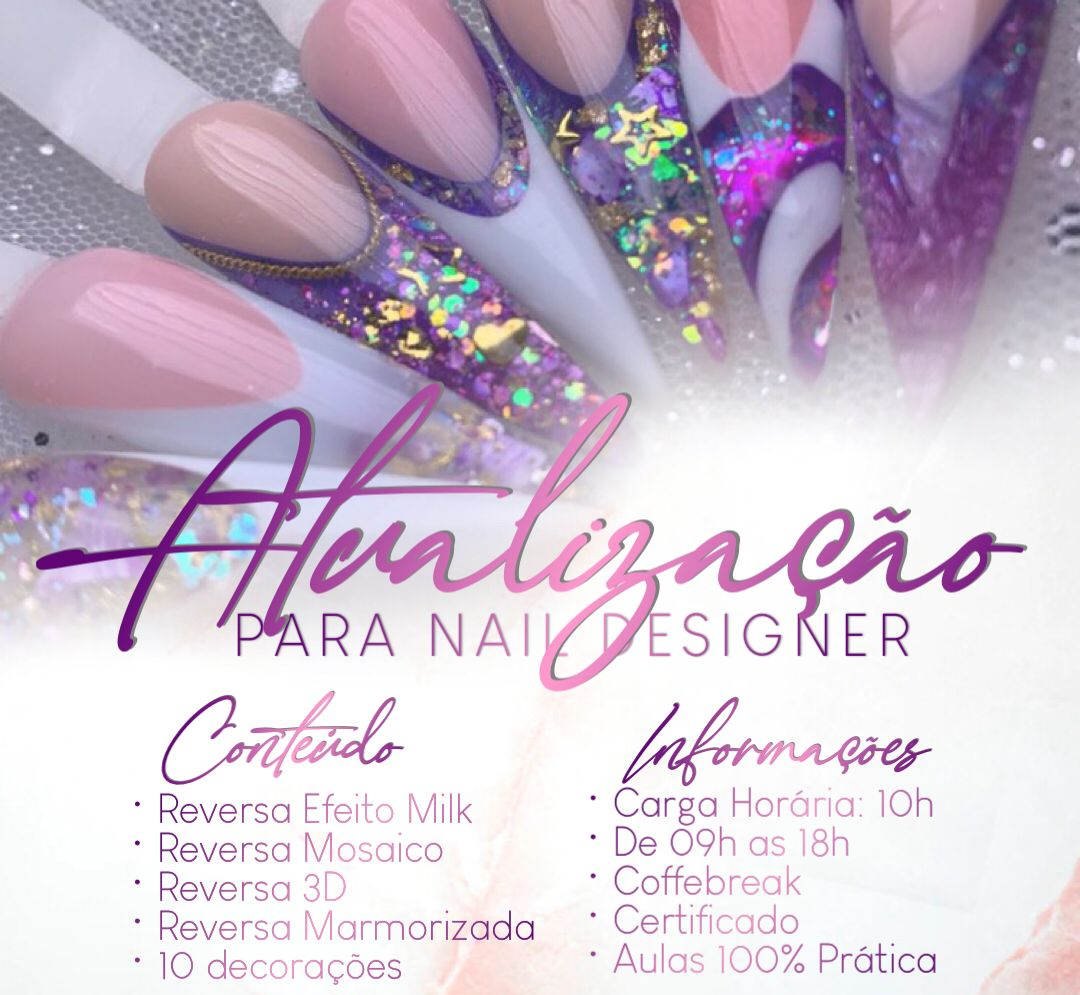 Atualização
PARA NAIL DESIGNER
Conteúdo
· Reversa Efeito Milk
· Reversa Mosaico
· Reversa 3D
· Reversa Marmorizada
· 10 decorações
Informações
· Carga Horária: 10h
· De 09h as 18h
· Coffebreak
· Certificado
· Aulas 100% Prática